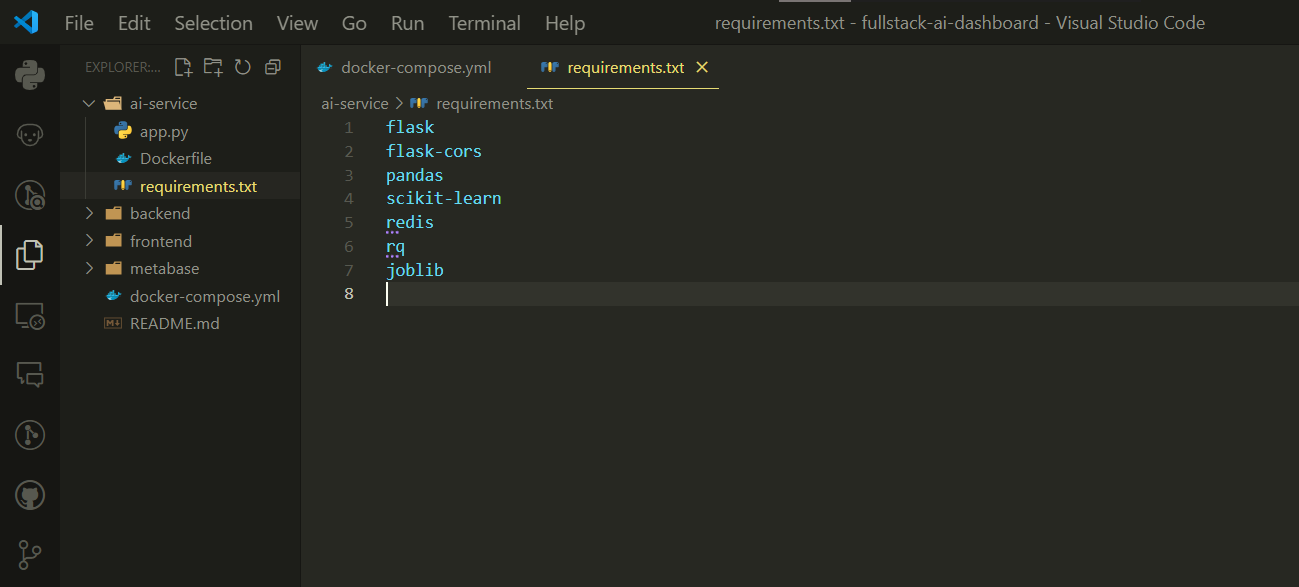 File Edit Selection View Go Run Terminal Help requirements.txt - fullstack-ai-dashboard - Visual Studio Code
EXPLORER:...
docker-compose.yml
requirements.txt
ai-service
app.py
Dockerfile
requirements.txt
backend
frontend
metabase
docker-compose.yml
README.md
ai-service > requirements.txt
1 flask
2 flask-cors
3 pandas
4 scikit-learn
5 redis
6 rq
7 joblib
8